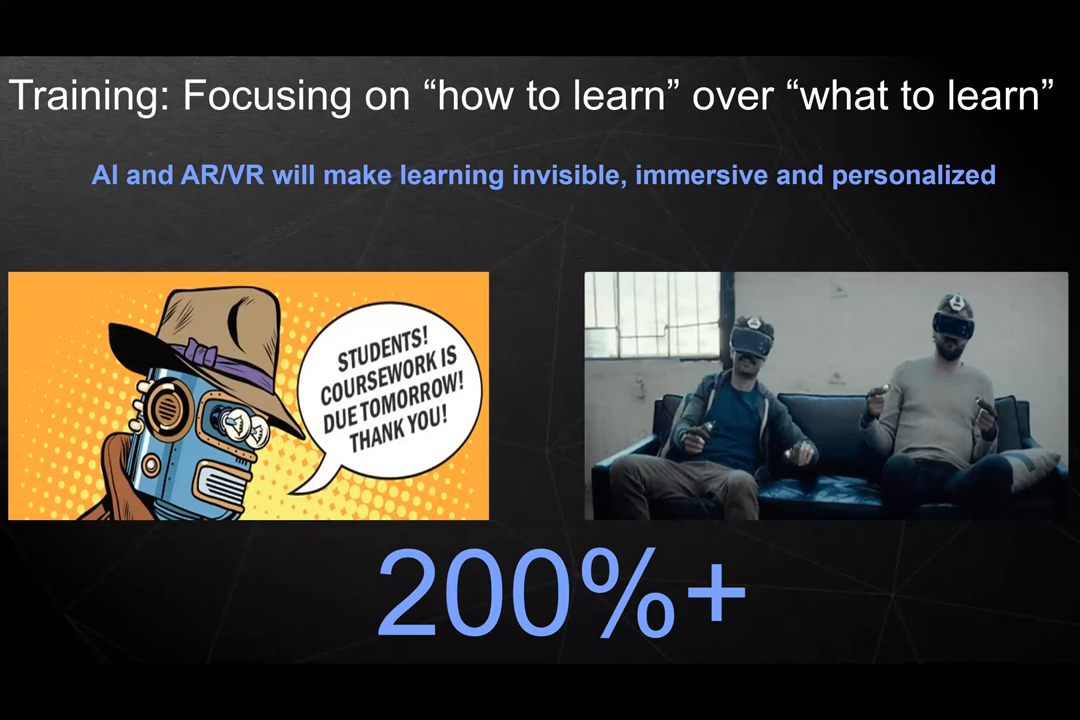 Training: Focusing on “how to learn” over “what to learn”
AI and AR/VR will make learning invisible, immersive and personalized
STUDENTS!
COURSEWORK IS
DUE TOMORROW!
THANK YOU!
200%+